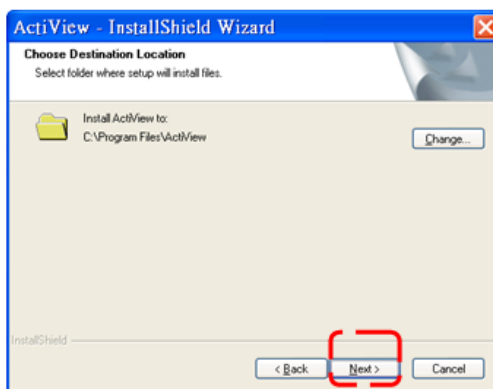 ActiView - InstallShield Wizard
Choose Destination Location
Select folder where setup will install files.
Install ActiView to:
C:\Program Files\ActiView
Change...
InstallShield
< Back
Next >
Cancel